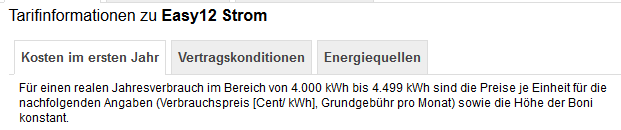 Tarifinformationen zu Easy12 Strom
Kosten im ersten Jahr Vertragskonditionen Energiequellen
Für einen realen Jahresverbrauch im Bereich von 4.000 kWh bis 4.499 kWh sind die Preise je Einheit für die
nachfolgenden Angaben (Verbrauchspreis [Cent/ kWh], Grundgebühr pro Monat) sowie die Höhe der Boni
konstant.